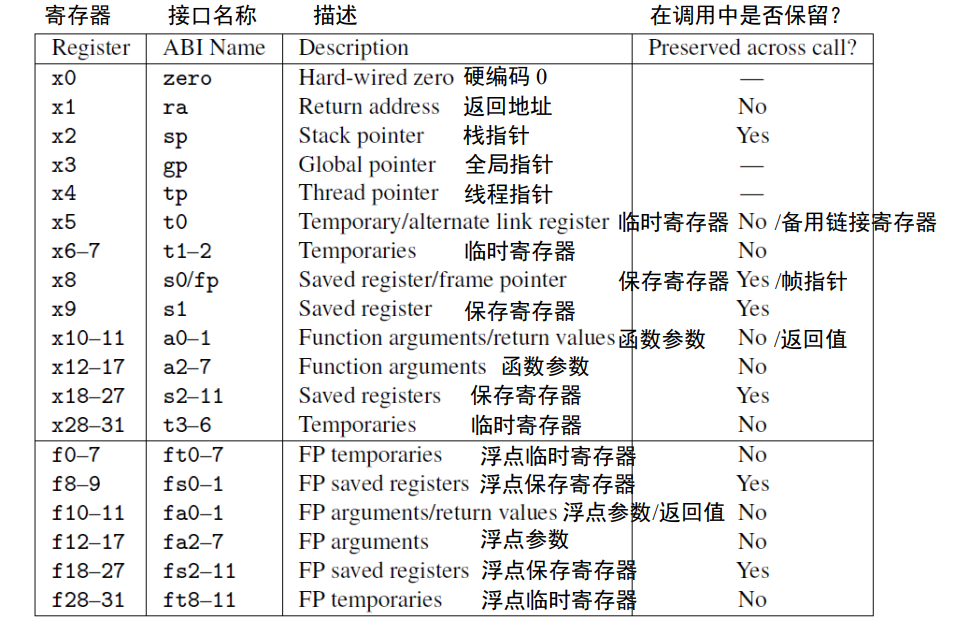 寄存器 接口名称 描述 在调用中是否保留?
Register ABI Name Description Preserved across call?
x0 zero Hard-wired zero 硬编码 0 —
x1 ra Return address 返回地址 No
x2 sp Stack pointer 栈指针 Yes
x3 gp Global pointer 全局指针 —
x4 tp Thread pointer 线程指针 —
x5 t0 Temporary/alternate link register 临时寄存器 No /备用链接寄存器
x6–7 t1–2 Temporaries 临时寄存器 No
x8 s0/fp Saved register/frame pointer 保存寄存器 Yes /帧指针
x9 s1 Saved register 保存寄存器 Yes
x10–11 a0–1 Function arguments/return values 函数参数 No /返回值
x12–17 a2–7 Function arguments 函数参数 No
x18–27 s2–11 Saved registers 保存寄存器 Yes
x28–31 t3–6 Temporaries 临时寄存器 No
f0–7 ft0–7 FP temporaries 浮点临时寄存器 No
f8–9 fs0–1 FP saved registers 浮点保存寄存器 Yes
f10–11 fa0–1 FP arguments/return values 浮点参数/返回值 No
f12–17 fa2–7 FP arguments 浮点参数 No
f18–27 fs2–11 FP saved registers 浮点保存寄存器 Yes
f28–31 ft8–11 FP temporaries 浮点临时寄存器 No